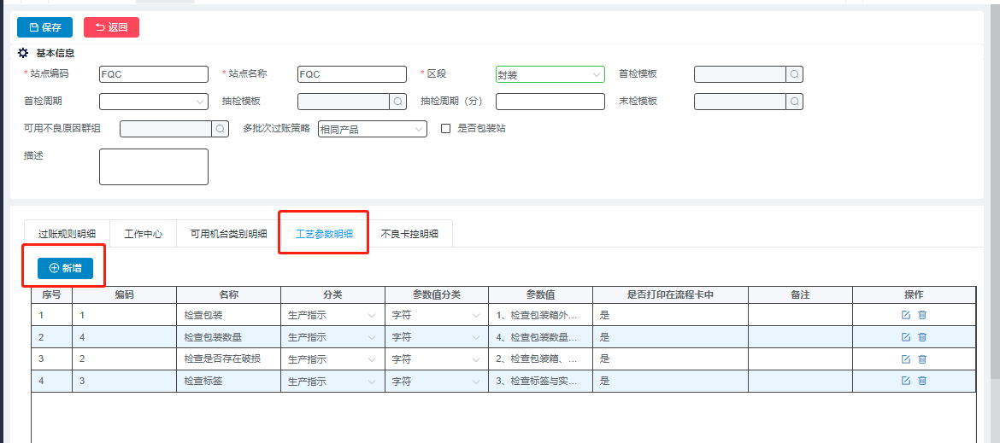 保存 返回
基本信息
* 站点编码 FQC * 站点名称 FQC * 区段 封装 首检模板
首检周期 抽检模板 抽检周期（分） 末检模板
可用不良原因群组 多批次过账策略 相同产品 是否包装站
描述
过账规则明细 工作中心 可用机台类别明细 工艺参数明细 不良卡控明细
新增
序号 编码 名称 分类 参数值分类 参数值 是否打印在流程卡中 备注 操作
1 1 检查包装 生产指示 字符 1、检查包装箱外... 是
2 4 检查包装数量 生产指示 字符 4、检查包装数量... 是
3 2 检查是否存在破损 生产指示 字符 2、检查包装箱、... 是
4 3 检查标签 生产指示 字符 3、检查标签与实... 是